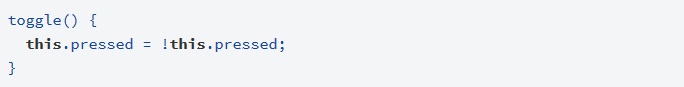 toggle() {
  this.pressed = !this.pressed;
}